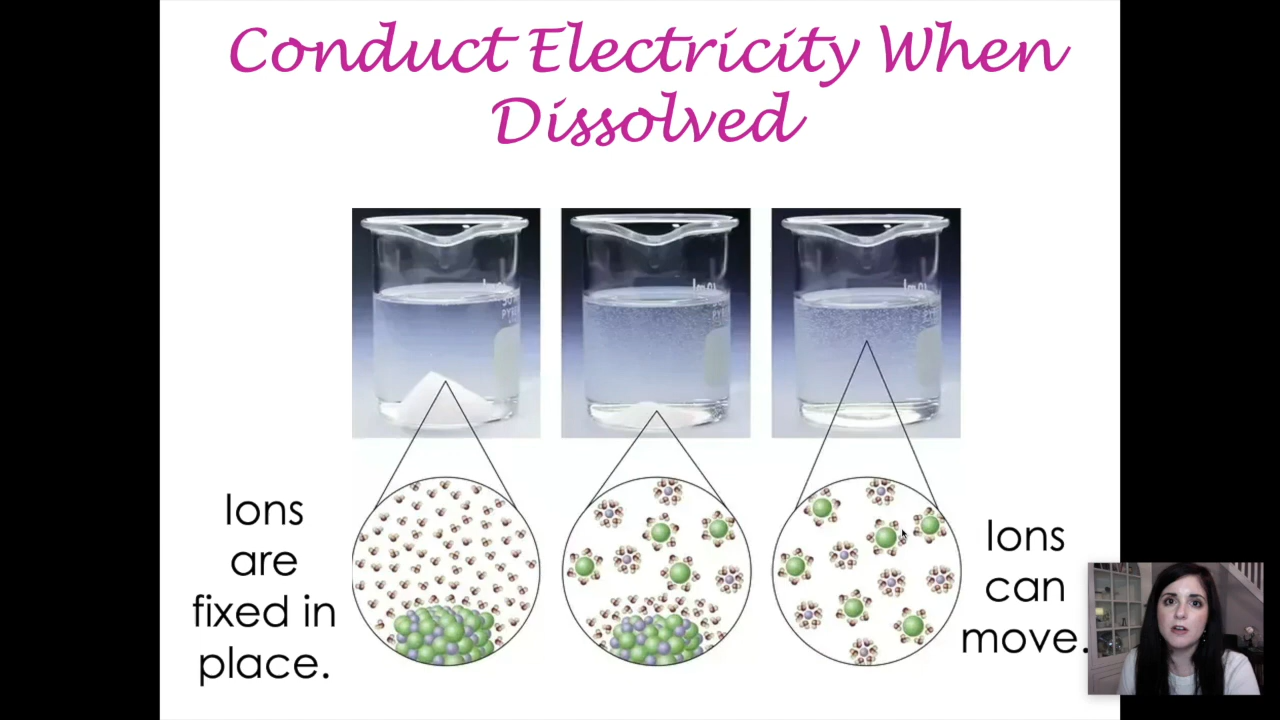 Conduct Electricity When
Dissolved
Ions
are
fixed in
place.
Ions
can
move.